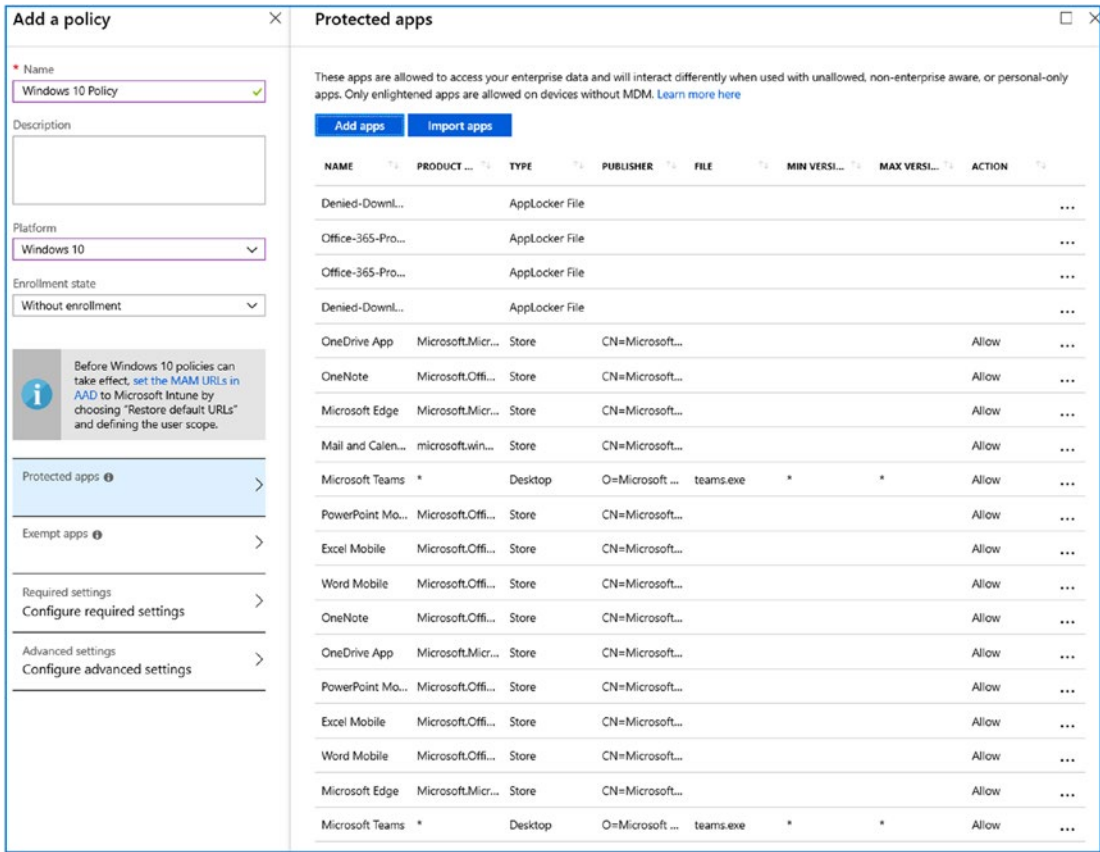 Add a policy
* Name
Windows 10 Policy
Description
Platform
Windows 10
Enrollment state
Without enrollment
Before Windows 10 policies can
take effect, set the MAM URLs in
AAD to Microsoft Intune by
choosing "Restore default URLs"
and defining the user scope.
Protected apps
Exempt apps
Required settings
Configure required settings
Advanced settings
Configure advanced settings
Protected apps
These apps are allowed to access your enterprise data and will interact differently when used with unallowed, non-enterprise aware, or personal-only
apps. Only enlightened apps are allowed on devices without MDM. Learn more here
Add apps Import apps
NAME PRODUCT ... TYPE PUBLISHER FILE MIN VERSI... MAX VERSI... ACTION
Denied-Downl... AppLocker File ...
Office-365-Pro... AppLocker File ...
Office-365-Pro... AppLocker File ...
Denied-Downl... AppLocker File ...
OneDrive App Microsoft.Micr... Store CN=Microsoft... Allow ...
OneNote Microsoft.Offi... Store CN=Microsoft... Allow ...
Microsoft Edge Microsoft.Micr... Store CN=Microsoft... Allow ...
Mail and Calen... microsoft.win... Store CN=Microsoft... Allow ...
Microsoft Teams * Desktop O=Microsoft ... teams.exe * * Allow ...
PowerPoint Mo... Microsoft.Offi... Store CN=Microsoft... Allow ...
Excel Mobile Microsoft.Offi... Store CN=Microsoft... Allow ...
Word Mobile Microsoft.Offi... Store CN=Microsoft... Allow ...
OneNote Microsoft.Offi... Store CN=Microsoft... Allow ...
OneDrive App Microsoft.Micr... Store CN=Microsoft... Allow ...
PowerPoint Mo... Microsoft.Offi... Store CN=Microsoft... Allow ...
Excel Mobile Microsoft.Offi... Store CN=Microsoft... Allow ...
Word Mobile Microsoft.Offi... Store CN=Microsoft... Allow ...
Microsoft Edge Microsoft.Micr... Store CN=Microsoft... Allow ...
Microsoft Teams * Desktop O=Microsoft ... teams.exe * * Allow ...